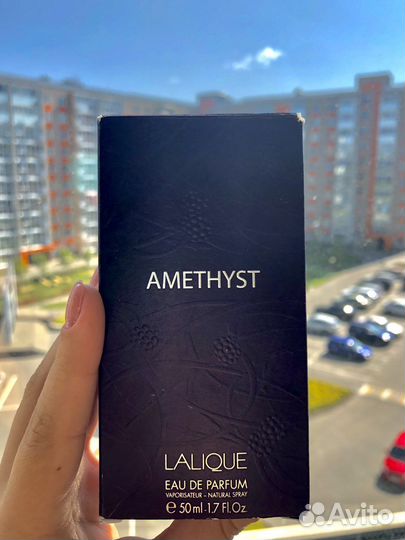 AMETHYST
LALIQUE
EAU DE PARFUM
VAPORISATEUR – NATURAL SPRAY
e 50 ml-1.7 Fl.Oz.
Avito